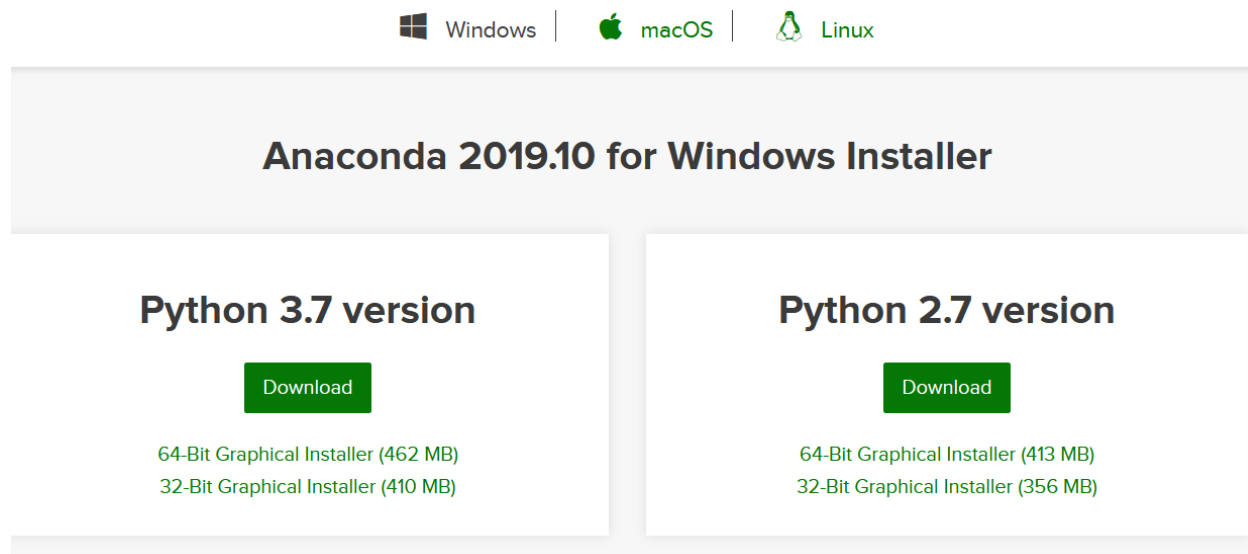 Windows macOS Linux
Anaconda 2019.10 for Windows Installer
Python 3.7 version
Download
64-Bit Graphical Installer (462 MB)
32-Bit Graphical Installer (410 MB)
Python 2.7 version
Download
64-Bit Graphical Installer (413 MB)
32-Bit Graphical Installer (356 MB)